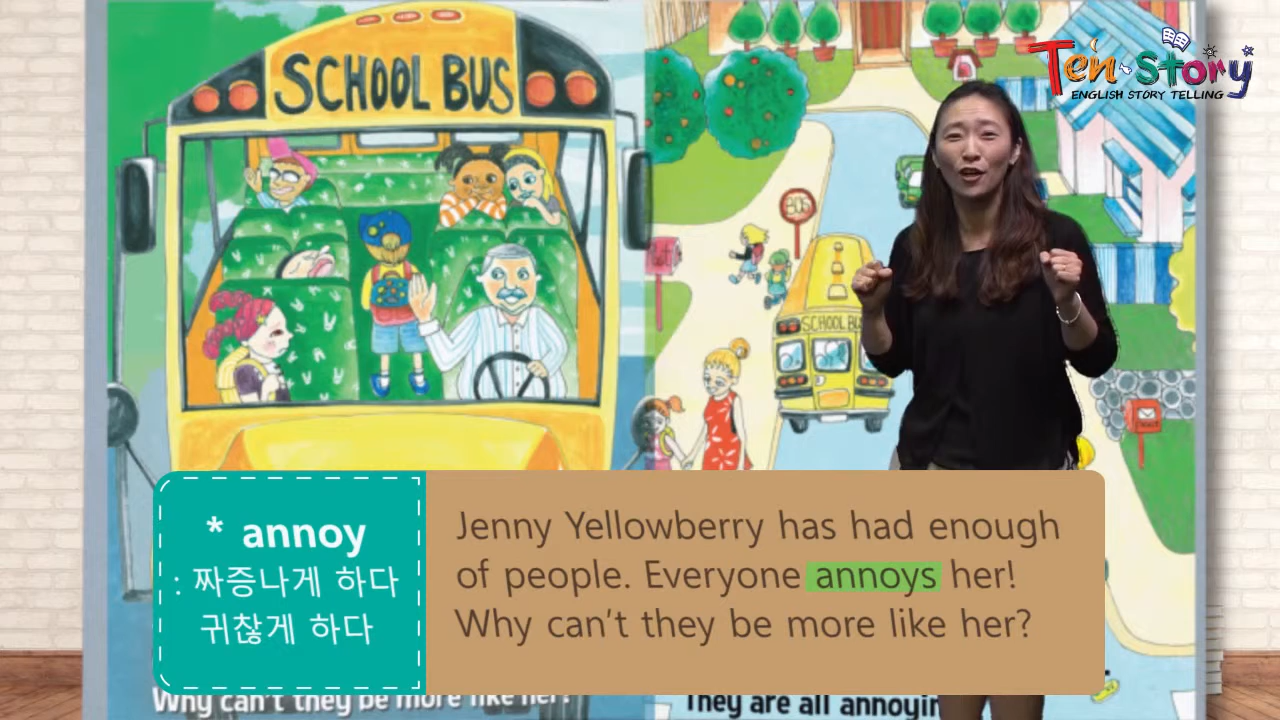 SCHOOL BUS
Ten Story
ENGLISH STORY TELLING
BUS
SCHOOL BUS
* annoy
: 짜증나게 하다
귀찮게 하다
Jenny Yellowberry has had enough
of people. Everyone annoys her!
Why can't they be more like her?
Why can't they be more like her?
They are all